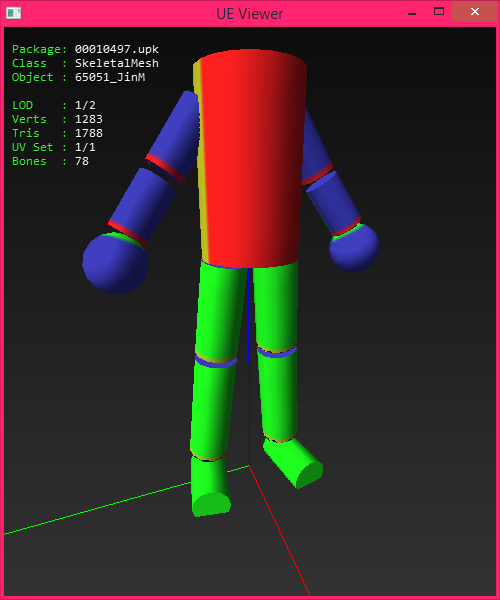 UE Viewer
Package: 00010497.upk
Class : SkeletalMesh
Object : 65051_JinM
LOD : 1/2
Verts : 1283
Tris : 1788
UV Set : 1/1
Bones : 78